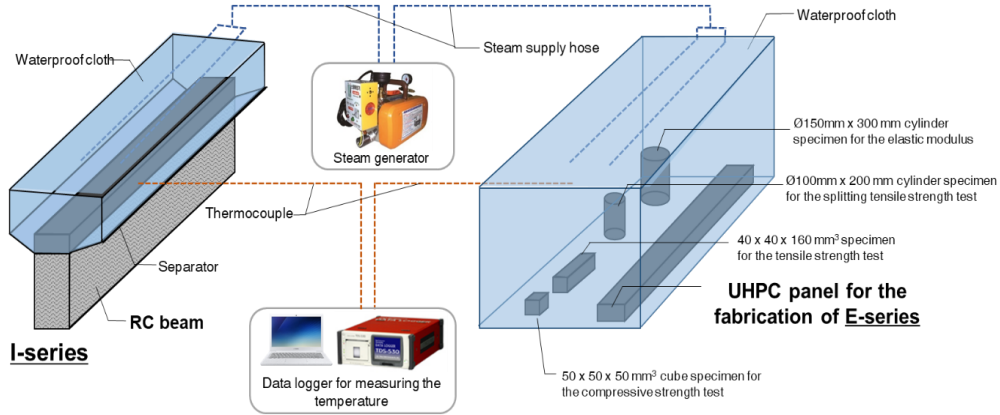 Waterproof cloth
Waterproof cloth
Steam supply hose
Steam generator
Ø150mm x 300 mm cylinder
specimen for the elastic modulus
Ø100mm x 200 mm cylinder specimen
for the splitting tensile strength test
Thermocouple
40 x 40 x 160 mm³ specimen
for the tensile strength test
Separator
UHPC panel for the
fabrication of E-series
RC beam
I-series
TDS-530
Data logger for measuring the
temperature
50 x 50 x 50 mm³ cube specimen for
the compressive strength test